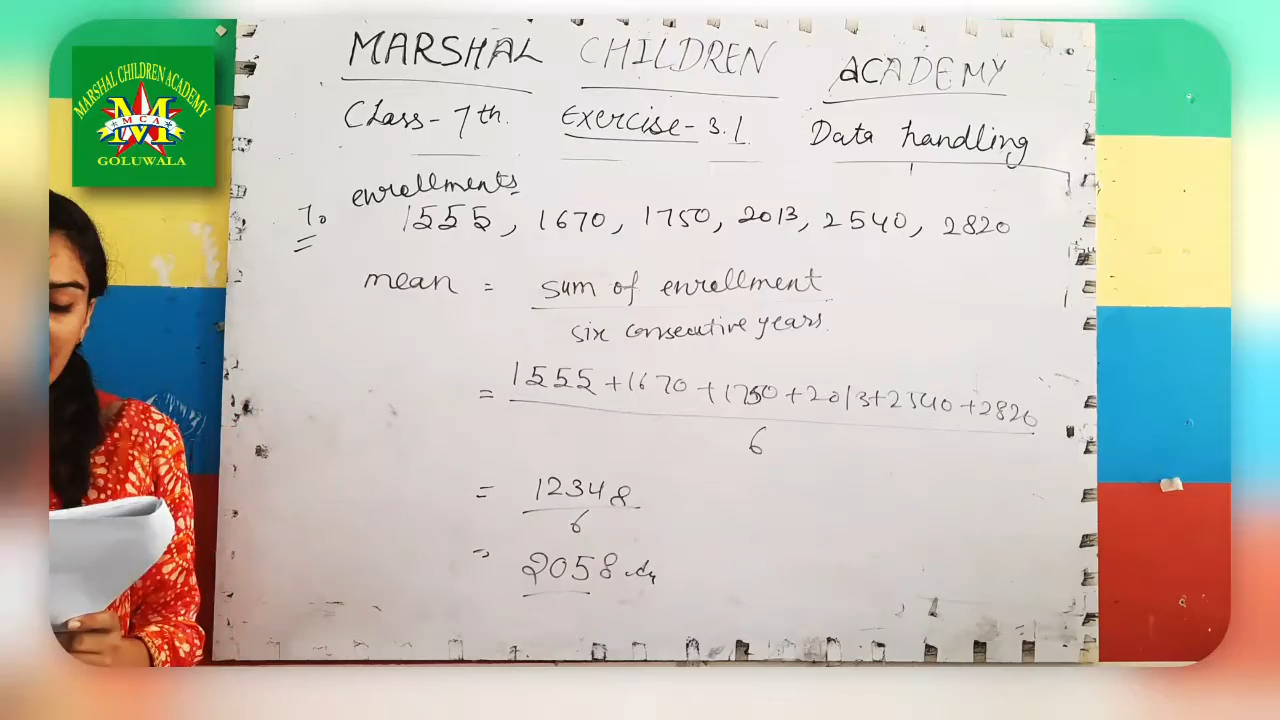 MARSHAL CHILDREN ACADEMY
GOLUWALA
MCA
MARSHAL CHILDREN ACADEMY
Class - 7th. Exercise - 3.1 Data handling
enrollments
7. 1555, 1670, 1750, 2013, 2540, 2820
mean = sum of enrollment
six consecutive years.
= 1555 + 1670 + 1750 + 2013 + 2540 + 2820
6
= 12348
6
= 2058